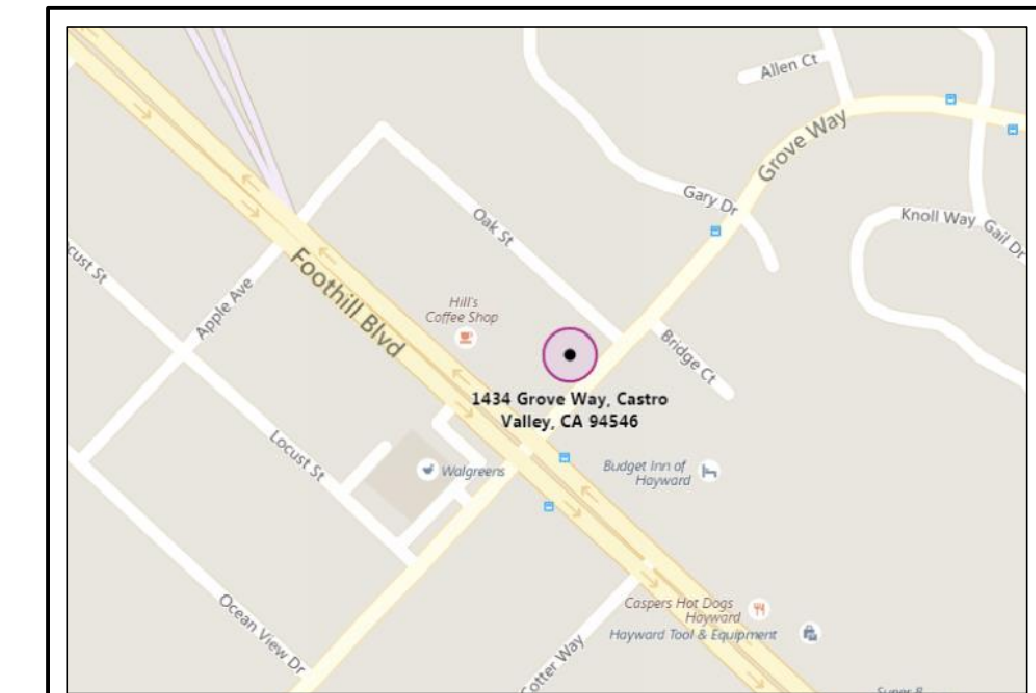 Allen Ct
Grove Way
Gary Dr
Knoll Way
Gail Dr
Oak St
Foothill Blvd
Apple Ave
Hill's
Coffee Shop
Bridge Ct
1434 Grove Way, Castro
Valley, CA 94546
Locust St
Walgreens
Budget Inn of
Hayward
Ocean View Dr
Caspers Hot Dogs
Hayward
Hayward Tool & Equipment
Cotter Way